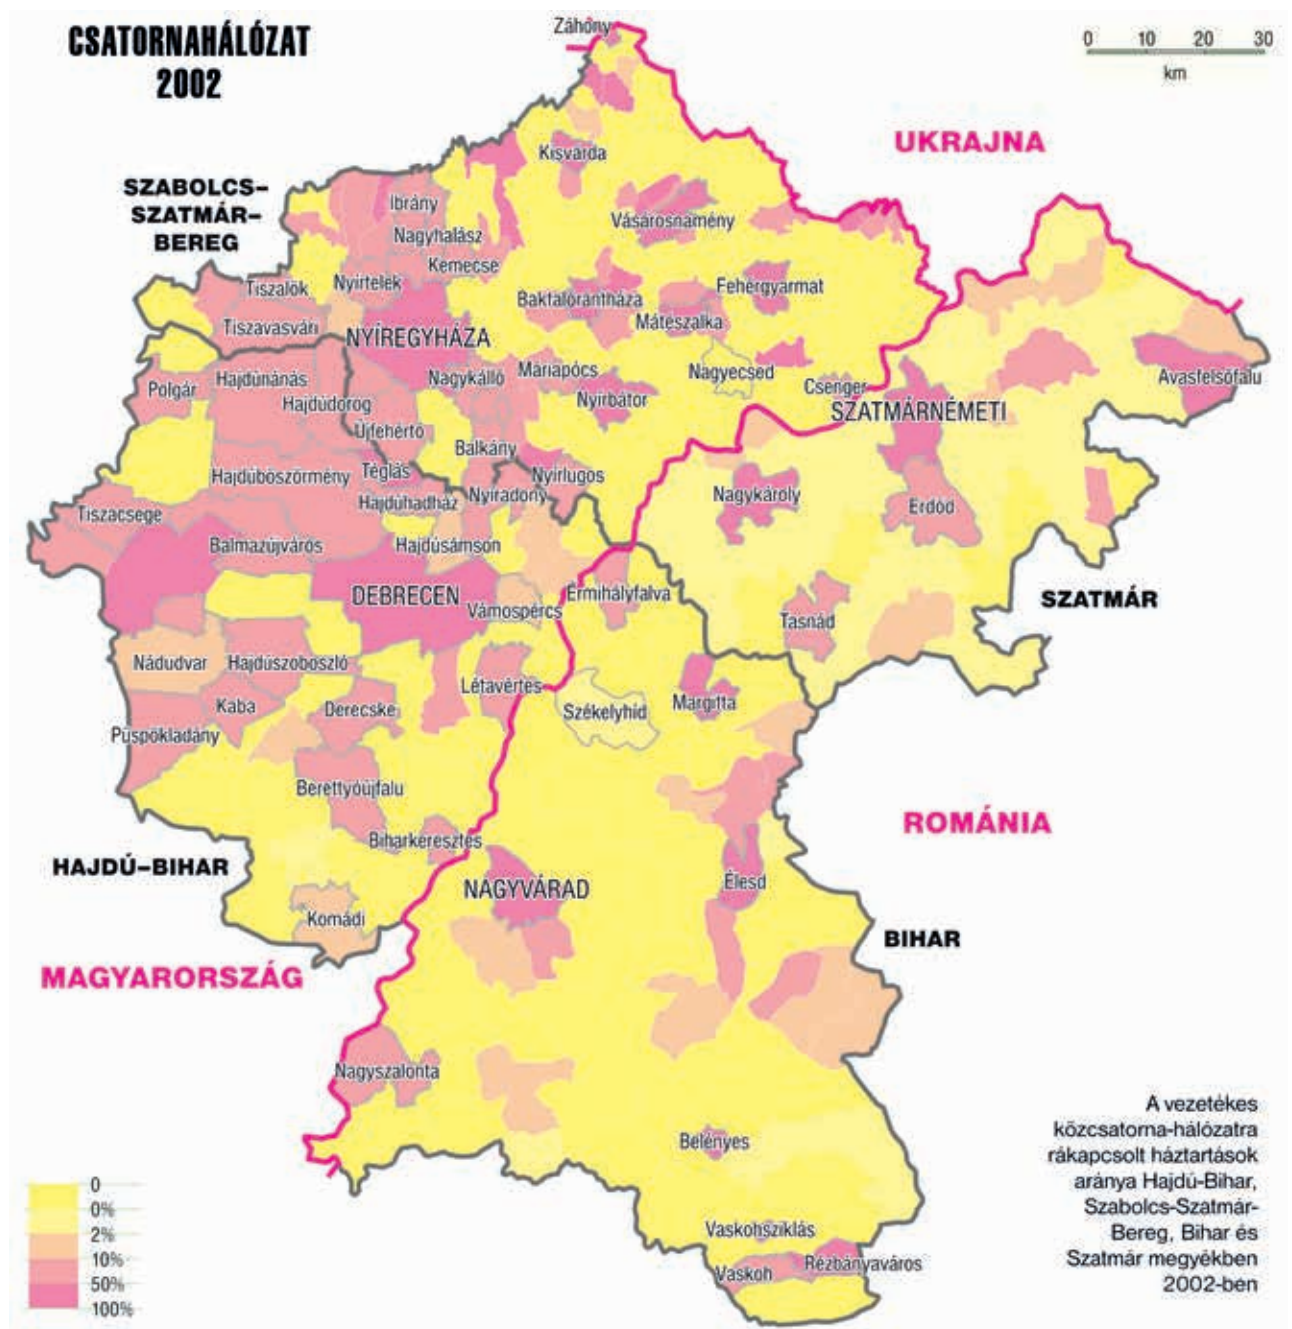 CSATORNAHÁLÓZAT
2002
Záhony
0 10 20 30
km
UKRAJNA
SZABOLCS–
SZATMÁR–
BEREG
Kisvárda
Ibrány
Vásárosnamény
Nagyhalász
Kemecse
Tiszalök
Nyírtelek
Baktalórántháza
Fehérgyarmat
Tiszavasvári
NYÍREGYHÁZA
Mátészalka
Polgár
Hajdúnánás
Nagykálló
Máriapócs
Nagyecsed
Csenger
Avasfelsőfalu
Hajdúdorog
Nyírbátor
SZATMÁRNÉMETI
Újfehértó
Balkány
Hajdúböszörmény
Téglás
Nyírlugos
Nagykároly
Hajdúhadház
Nyíradony
Erdőd
Tiszacsege
Balmazújváros
Hajdúsámson
DEBRECEN
Vámospércs
Érmihályfalva
SZATMÁR
Tasnád
Nádudvar
Hajdúszoboszló
Létavértes
Kaba
Derecske
Székelyhíd
Margitta
Püspökladány
Berettyóújfalu
ROMÁNIA
Biharkeresztes
HAJDÚ–BIHAR
NAGYVÁRAD
Élesd
Komádi
BIHAR
MAGYARORSZÁG
Nagyszalonta
Belényes
A vezetékes
közcsatorna-hálózatra
rákapcsolt háztartások
aránya Hajdú-Bihar,
Szabolcs-Szatmár-
Bereg, Bihar és
Szatmár megyékben
2002-ben
Vaskohsziklás
Vaskoh
Rézbányaváros
0
0%
2%
10%
50%
100%